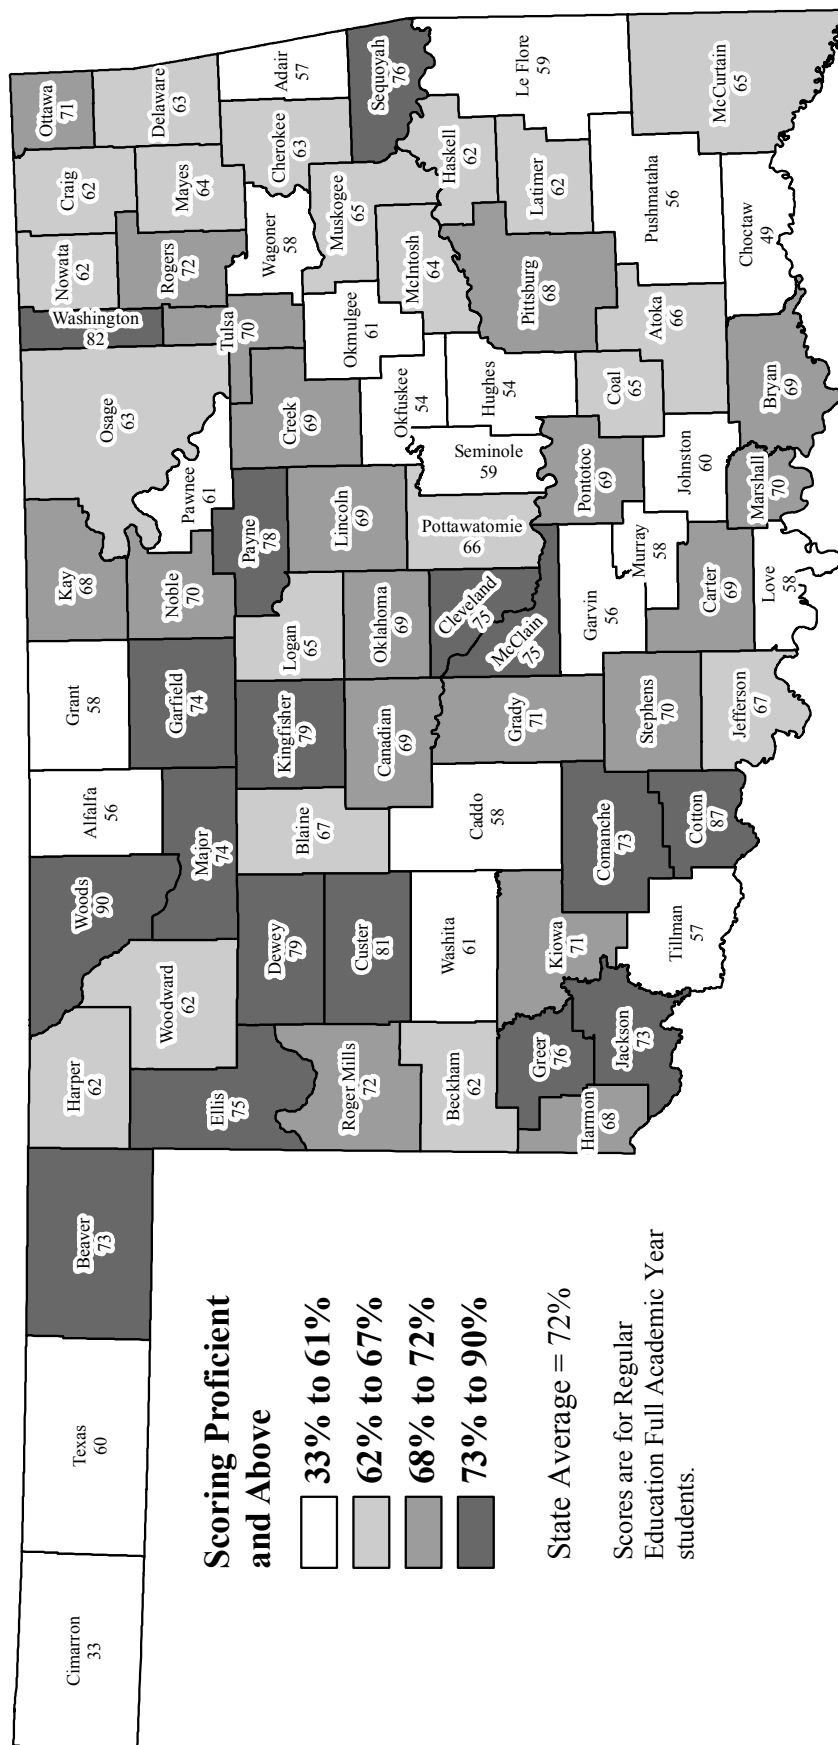 Cimarron
33
Texas
60
Beaver
73
Harper
62
Woods
90
Alfalfa
56
Grant
58
Kay
68
Osage
63
Washington
82
Nowata
62
Craig
62
Ottawa
71
Ellis
75
Woodward
62
Major
74
Garfield
74
Noble
70
Pawnee
61
Tulsa
70
Rogers
72
Mayes
64
Delaware
63
Roger Mills
72
Dewey
79
Blaine
67
Kingfisher
79
Logan
65
Payne
78
Creek
69
Wagoner
58
Cherokee
63
Adair
57
Custer
81
Canadian
69
Oklahoma
69
Lincoln
69
Okmulgee
61
Muskogee
65
Sequoyah
76
Beckham
62
Washita
61
Caddo
58
Grady
71
Cleveland
75
McClain
75
Pottawatomie
66
Seminole
59
Okfuskee
54
Hughes
54
McIntosh
64
Haskell
62
Le Flore
59
Greer
76
Kiowa
71
Comanche
73
Stephens
70
Garvin
56
Pontotoc
69
Coal
65
Pittsburg
68
Latimer
62
Harmon
68
Jackson
73
Tillman
57
Cotton
87
Jefferson
67
Carter
69
Murray
58
Johnston
60
Atoka
66
Pushmataha
56
McCurtain
65
Love
58
Marshall
70
Bryan
69
Choctaw
49
Scoring Proficient
and Above
33% to 61%
62% to 67%
68% to 72%
73% to 90%
State Average = 72%
Scores are for Regular
Education Full Academic Year
students.